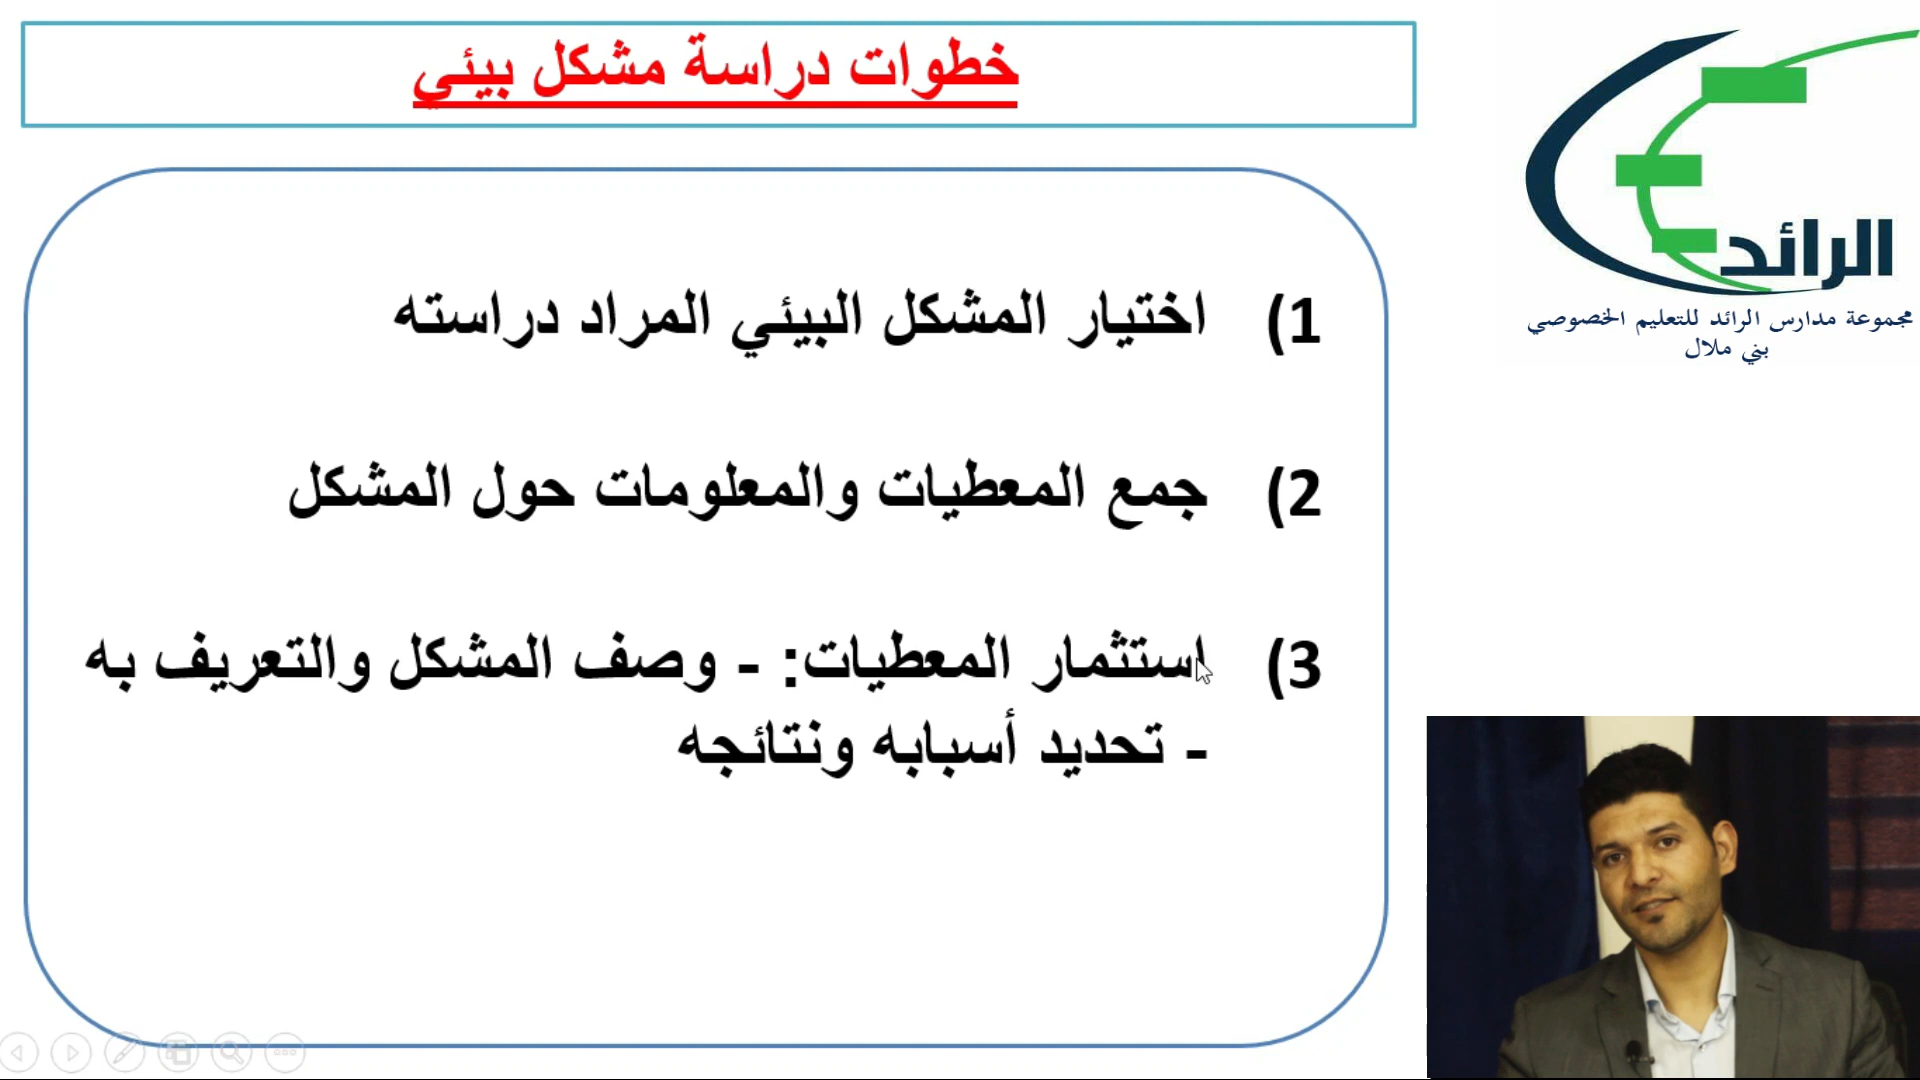 خطوات دراسة مشكل بيئي
1) اختيار المشكل البيئي المراد دراسته
2) جمع المعطيات والمعلومات حول المشكل
3) استثمار المعطيات: - وصف المشكل والتعريف به
- تحديد أسبابه ونتائجه
الرائد
مجموعة مدارس الرائد للتعليم الخصوصي
بني ملال